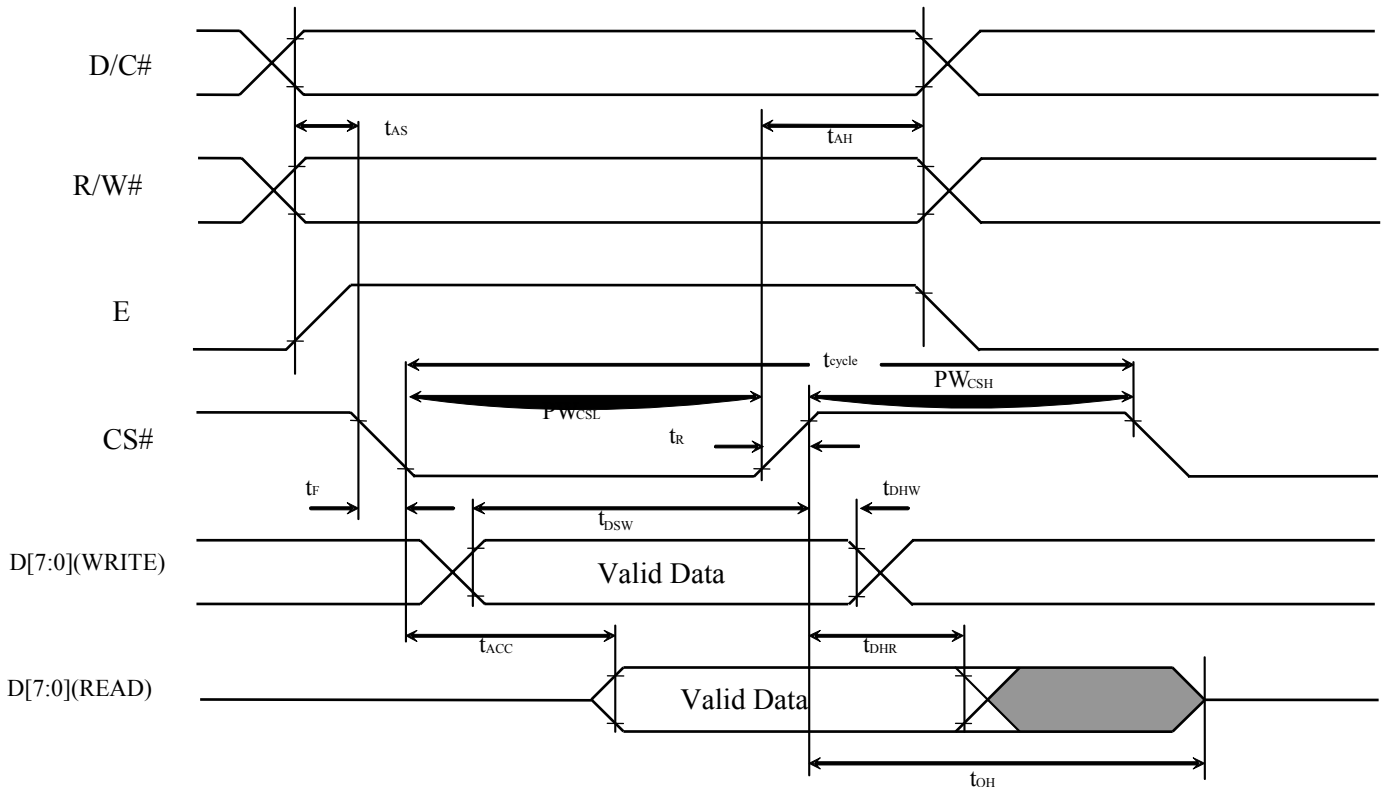 D/C#
tAS
tAH
R/W#
E
tcycle
PWCSH
PWCSL
CS#
tR
tF
tDHW
tDSW
D[7:0](WRITE)
Valid Data
tACC
tDHR
D[7:0](READ)
Valid Data
tOH